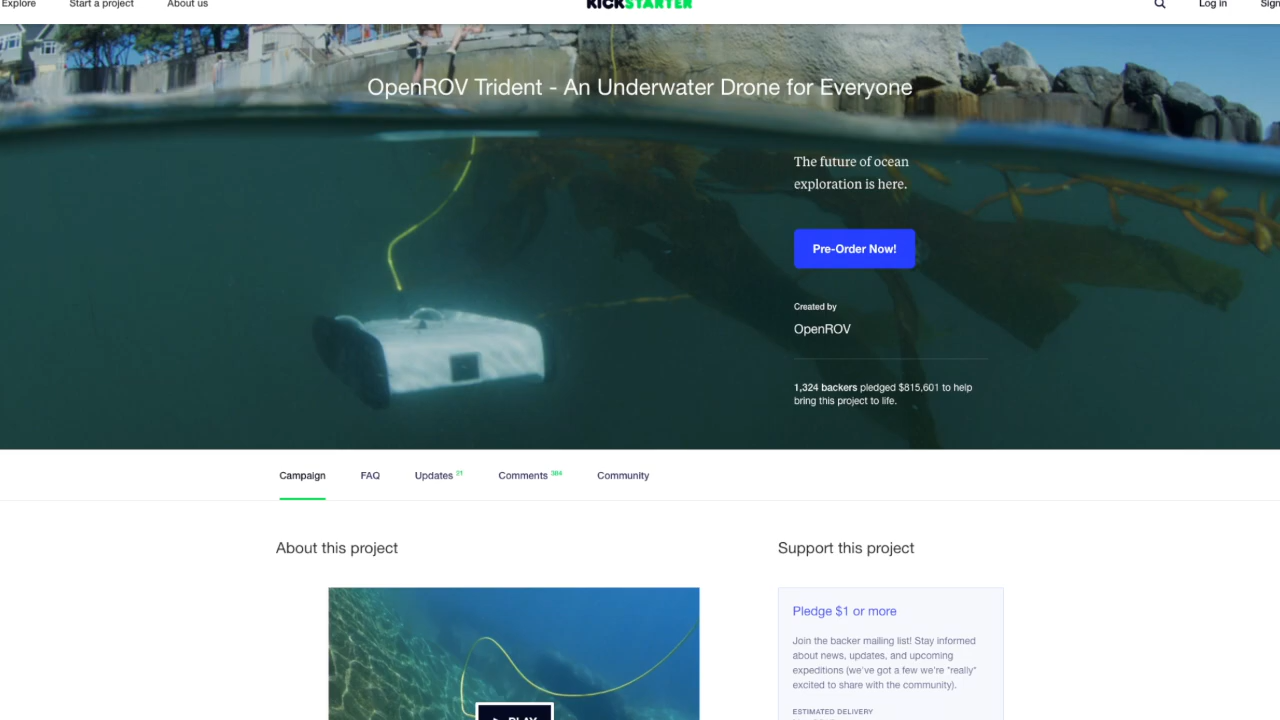 Explore
Start a project
About us
KICKSTARTER
Log in
Sign
OpenROV Trident - An Underwater Drone for Everyone
The future of ocean
exploration is here.
Pre-Order Now!
Created by
OpenROV
1,324 backers pledged $815,601 to help
bring this project to life.
Campaign
FAQ
Updates 21
Comments 384
Community
About this project
Support this project
PLAY
Pledge $1 or more
Join the backer mailing list! Stay informed
about news, updates, and upcoming
expeditions (we've got a few we're "really"
excited to share with the community).
ESTIMATED DELIVERY